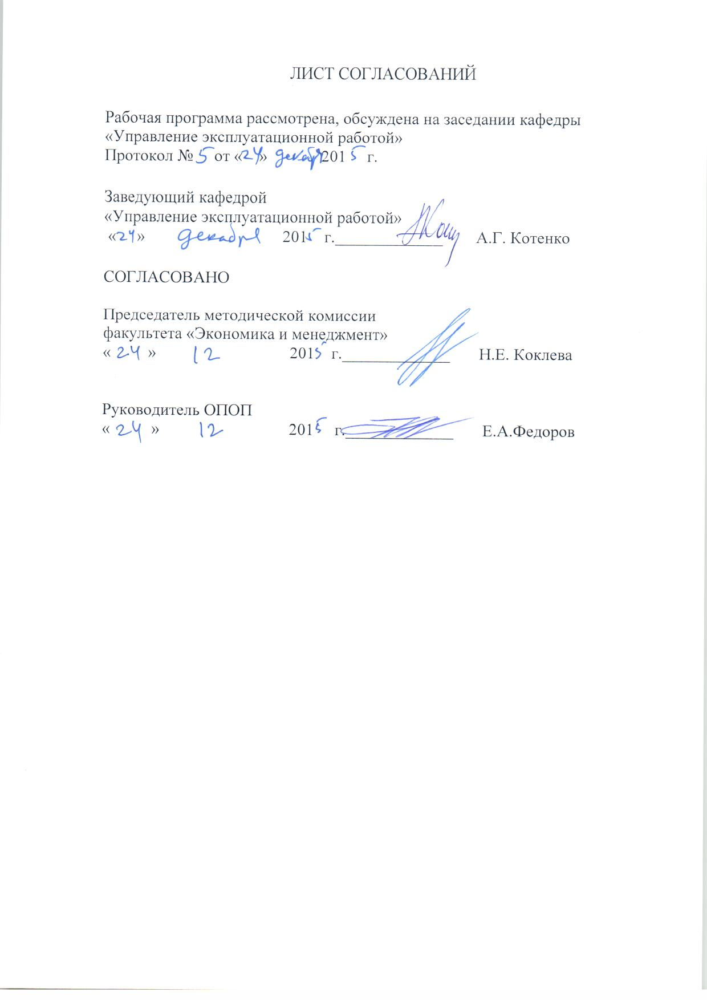 ЛИСТ СОГЛАСОВАНИЙ
Рабочая программа рассмотрена, обсуждена на заседании кафедры
«Управление эксплуатационной работой»
Протокол № 5 от «24» декабря 2015 г.
Заведующий кафедрой
«Управление эксплуатационной работой»
«24» декабря 2015 г.______________ А.Г. Котенко
СОГЛАСОВАНО
Председатель методической комиссии
факультета «Экономика и менеджмент»
« 24 » 12 2015 г.______________ Н.Е. Коклева
Руководитель ОПОП
« 24 » 12 2015 г.______________ Е.А.Федоров